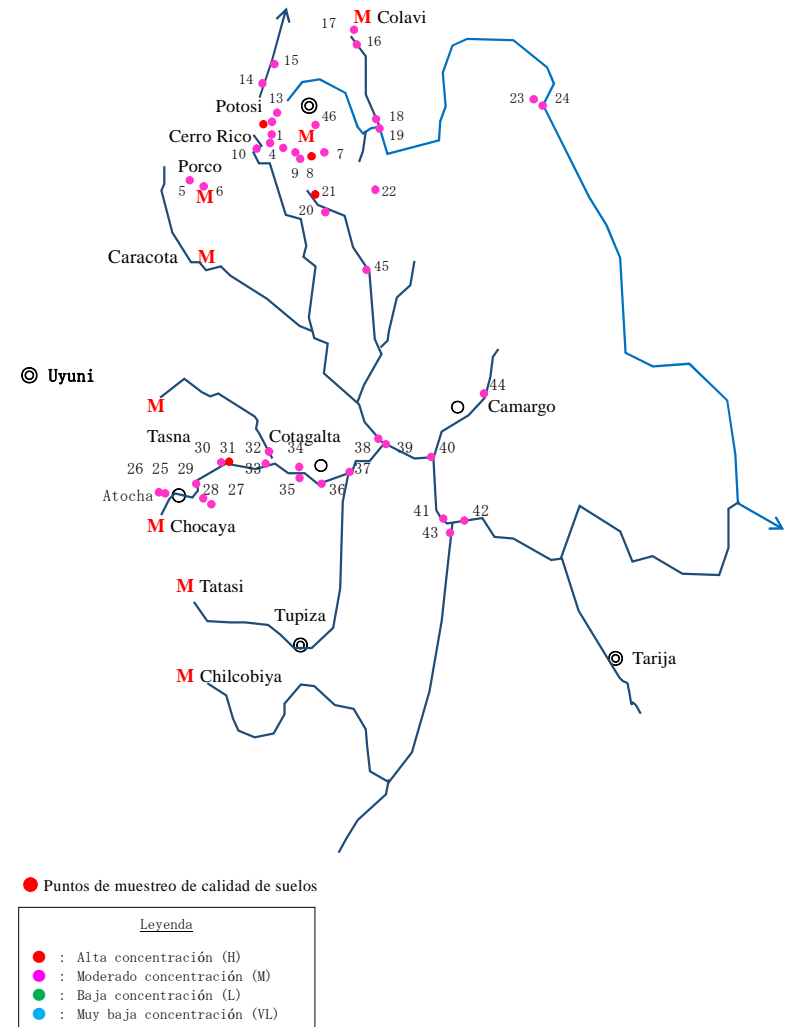 17 M Colavi
16
15
14
13
Potosi
46
18
23 24
Cerro Rico 1 M
19
10 4 7
9 8
Porco
5 6
M
21 22
20
Caracota M
45
Uyuni
M
44
Camargo
Tasna Cotagalta
30 31 32 34 38 39 40
33 37
26 25 29
Atocha 28 27 35 36
M Chocaya
41 42
43
M Tatasi
Tupiza
Tarija
M Chilcobiya
Puntos de muestreo de calidad de suelos
Leyenda
: Alta concentración (H)
: Moderado concentración (M)
: Baja concentración (L)
: Muy baja concentración (VL)